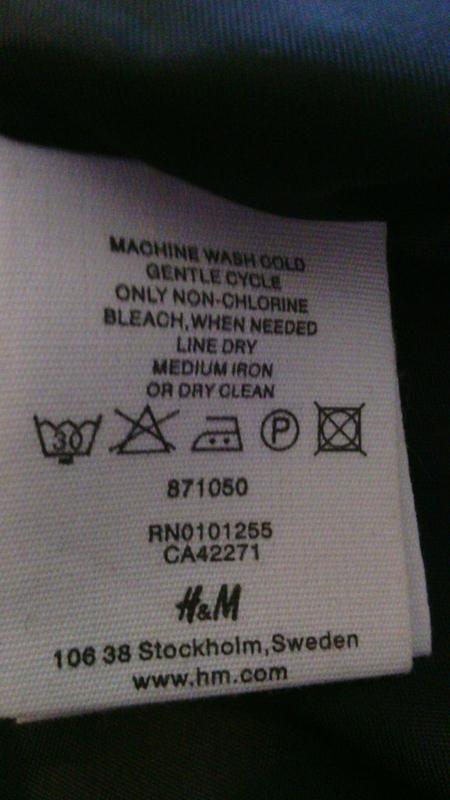 MACHINE WASH COLD
GENTLE CYCLE
ONLY NON-CHLORINE
BLEACH, WHEN NEEDED
LINE DRY
MEDIUM IRON
OR DRY CLEAN
30 P
871050
RN0101255
CA42271
H&M
106 38 Stockholm, Sweden
www.hm.com